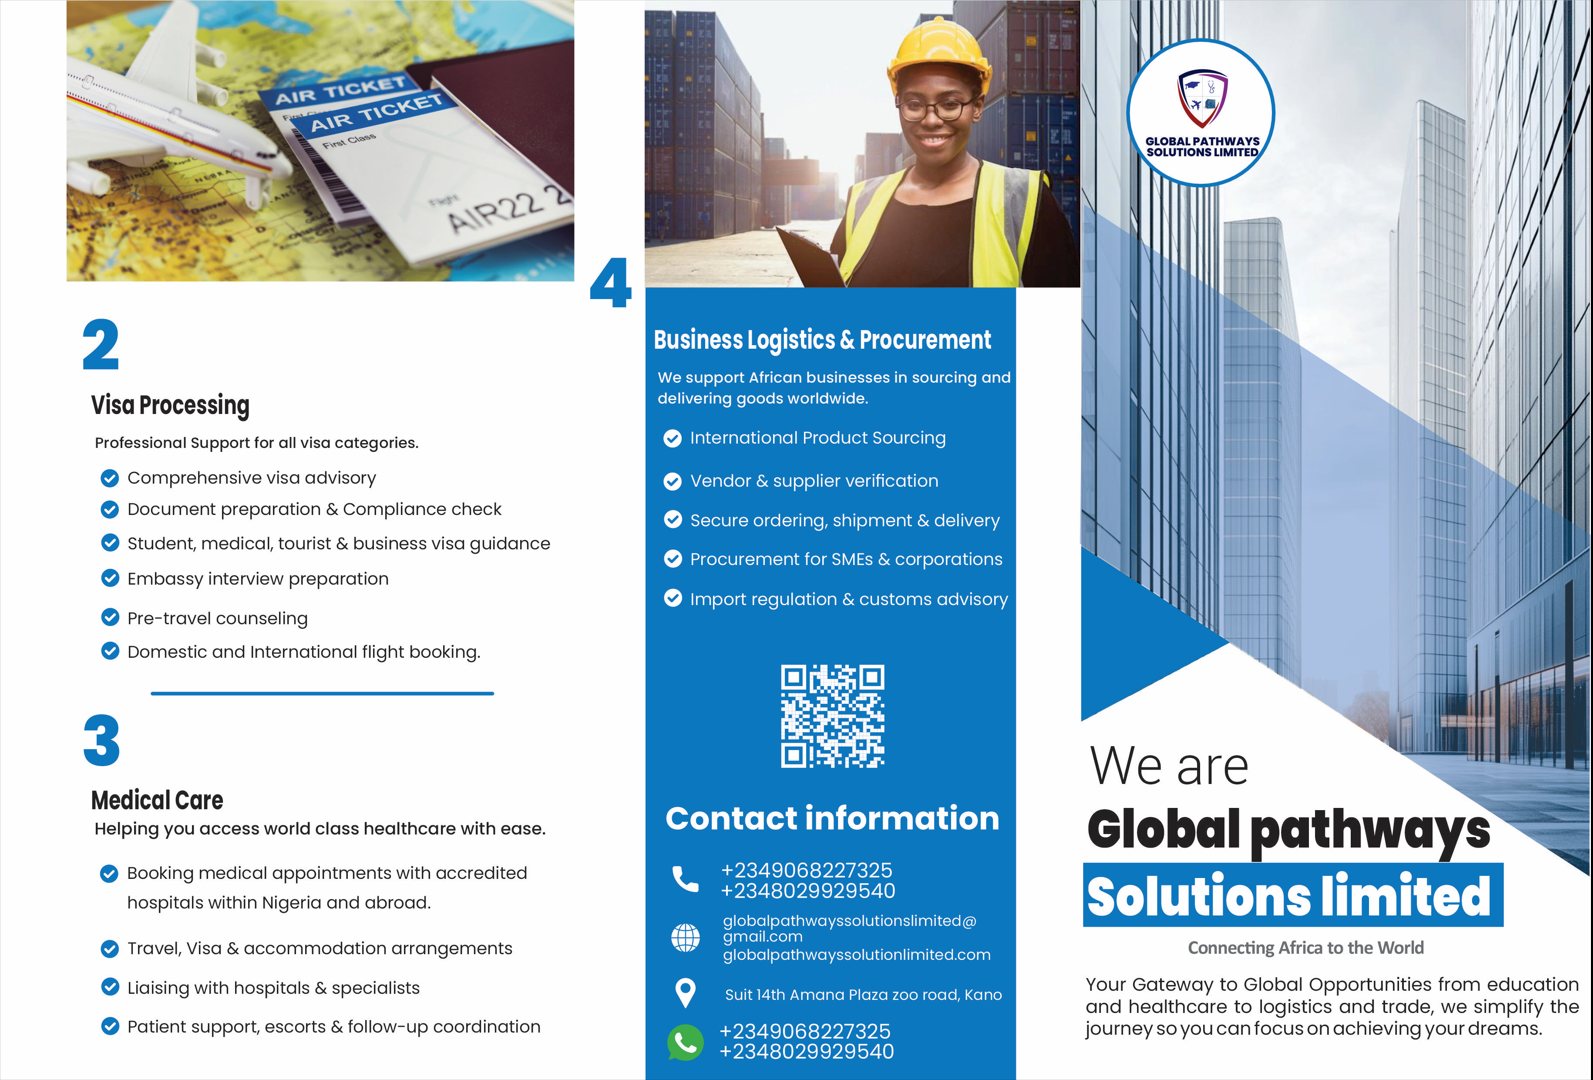 AIR TICKET
First Class
AIR TICKET
First Class
Flight
AIR22 2
2
Visa Processing
Professional Support for all visa categories.
Comprehensive visa advisory
Document preparation & Compliance check
Student, medical, tourist & business visa guidance
Embassy interview preparation
Pre-travel counseling
Domestic and International flight booking.
3
Medical Care
Helping you access world class healthcare with ease.
Booking medical appointments with accredited
hospitals within Nigeria and abroad.
Travel, Visa & accommodation arrangements
Liaising with hospitals & specialists
Patient support, escorts & follow-up coordination
4
Business Logistics & Procurement
We support African businesses in sourcing and
delivering goods worldwide.
International Product Sourcing
Vendor & supplier verification
Secure ordering, shipment & delivery
Procurement for SMEs & corporations
Import regulation & customs advisory
Contact information
+2349068227325
+2348029929540
globalpathwayssolutionslimited@
gmail.com
globalpathwayssolutionlimited.com
Suit 14th Amana Plaza zoo road, Kano
+2349068227325
+2348029929540
GLOBAL PATHWAYS
SOLUTIONS LIMITED
We are
Global pathways
Solutions limited
Connecting Africa to the World
Your Gateway to Global Opportunities from education
and healthcare to logistics and trade, we simplify the
journey so you can focus on achieving your dreams.